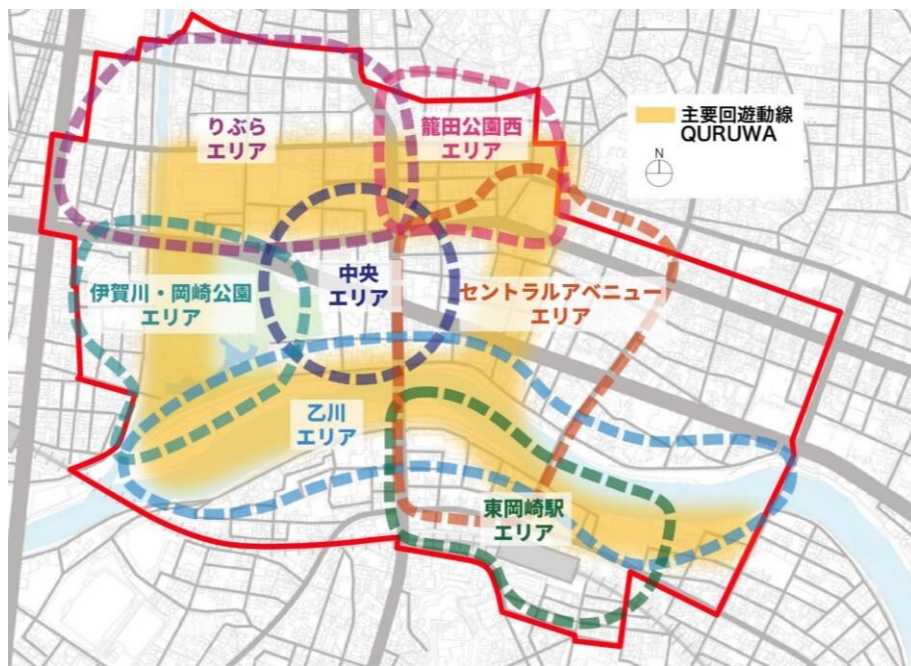 主要回遊動線
QURUWA
N
りぶら
エリア
籠田公園西
エリア
伊賀川・岡崎公園
エリア
中央
エリア
セントラルアベニュー
エリア
乙川
エリア
東岡崎駅
エリア